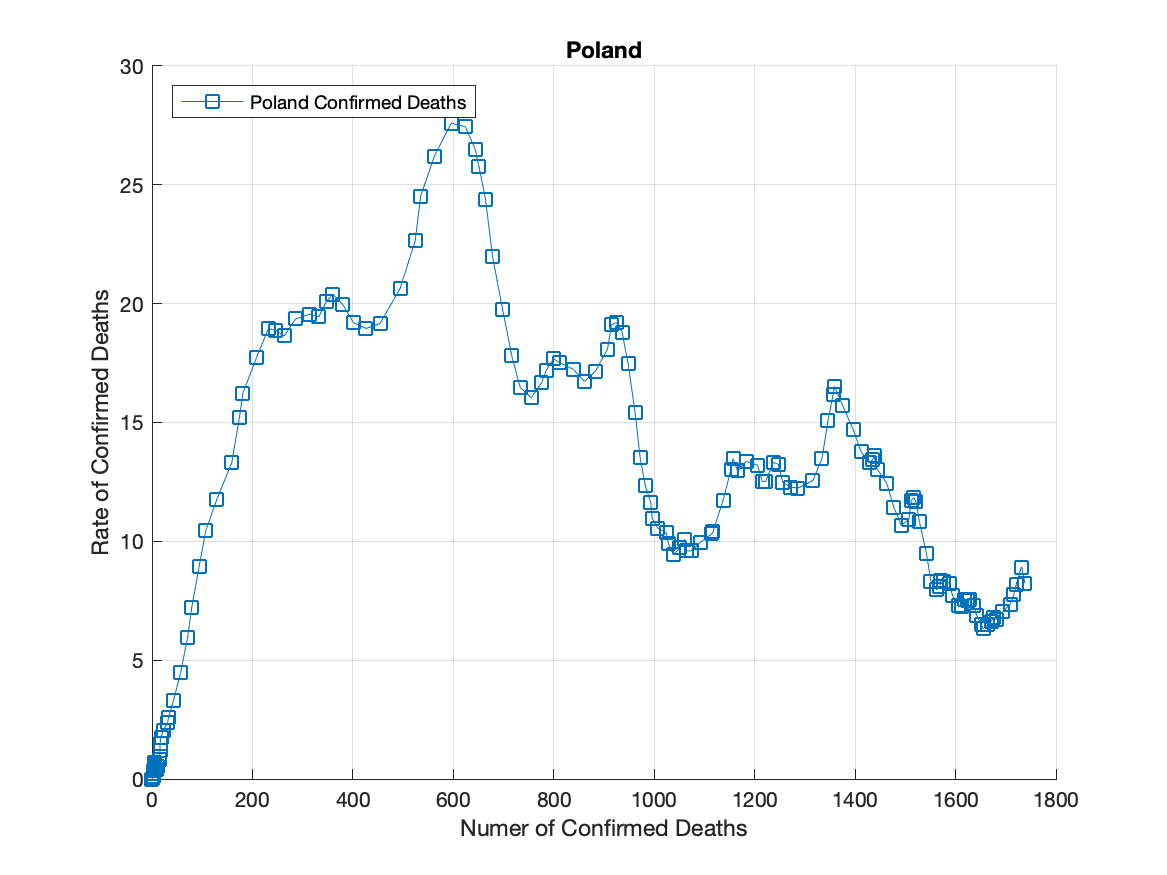 Poland
Poland Confirmed Deaths
Rate of Confirmed Deaths
30
25
20
15
10
5
0
0 200 400 600 800 1000 1200 1400 1600 1800
Numer of Confirmed Deaths